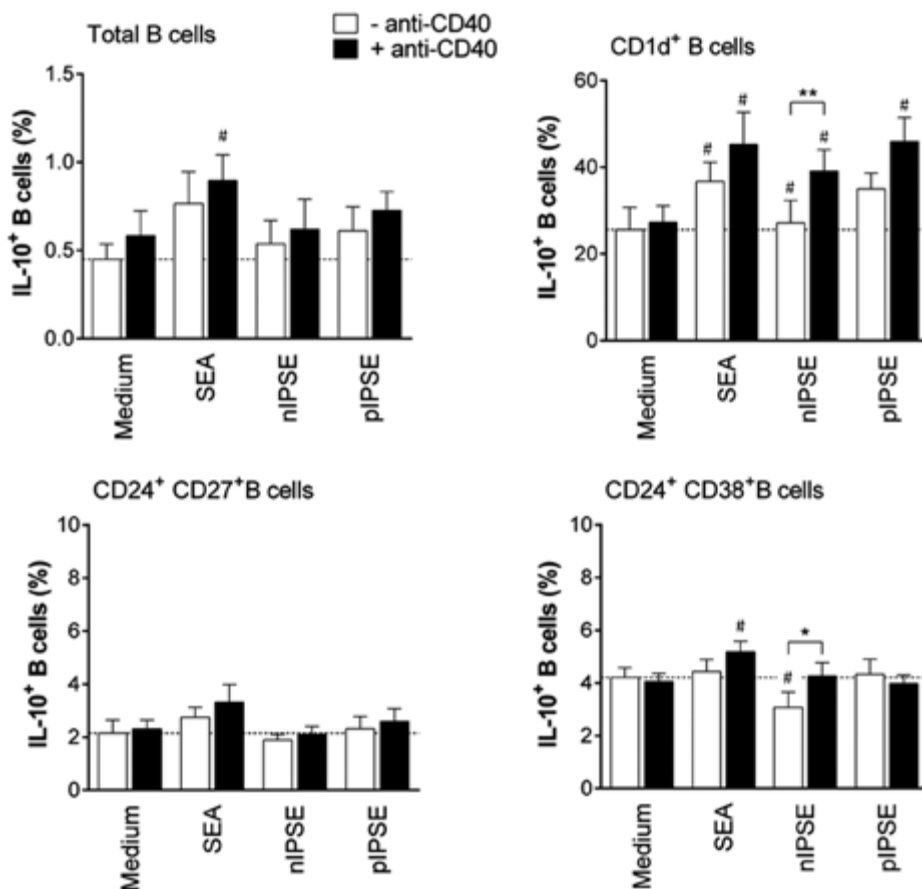 Total B cells
- anti-CD40
+ anti-CD40
CD1d⁺ B cells
IL-10⁺ B cells (%)
1.5
1.0
0.5
0.0
#
Medium
SEA
nIPSE
pIPSE
IL-10⁺ B cells (%)
60
40
20
0
#
#
**
#
#
#
Medium
SEA
nIPSE
pIPSE
CD24⁺ CD27⁺B cells
CD24⁺ CD38⁺B cells
IL-10⁺ B cells (%)
10
8
6
4
2
0
Medium
SEA
nIPSE
pIPSE
IL-10⁺ B cells (%)
10
8
6
4
2
0
#
*
#
Medium
SEA
nIPSE
pIPSE